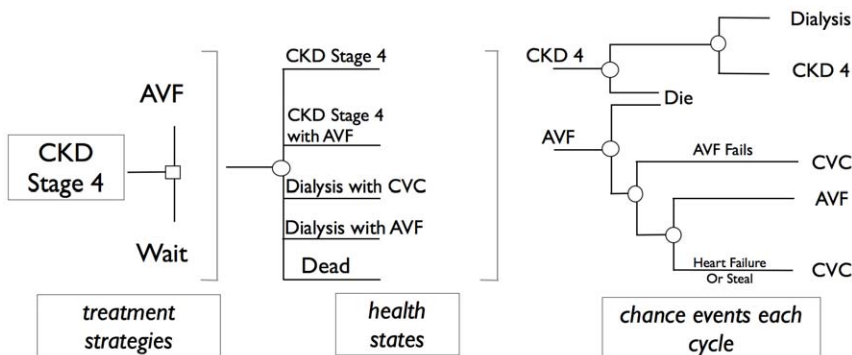 AVF
CKD
Stage 4
Wait
treatment
strategies
CKD Stage 4
CKD Stage 4
with AVF
Dialysis with CVC
Dialysis with AVF
Dead
health
states
Dialysis
CKD 4
CKD 4
Die
AVF
AVF Fails
CVC
AVF
Heart Failure
Or Steal
CVC
chance events each
cycle